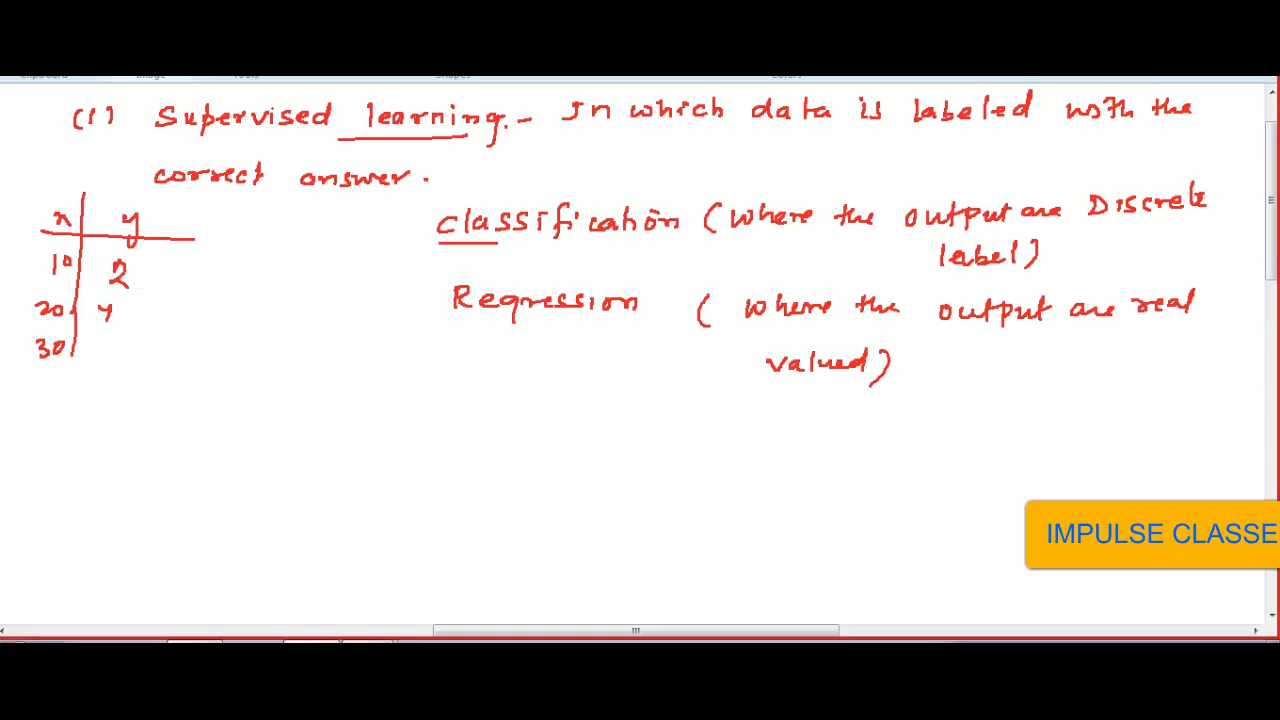 (1) Supervised learning. - In which data is labeled with the
correct answer.
x y
10 2
20 4
30
Classification (Where the output are Discrete
label)
Regression ( Where the output are real
valued)
IMPULSE CLASSE